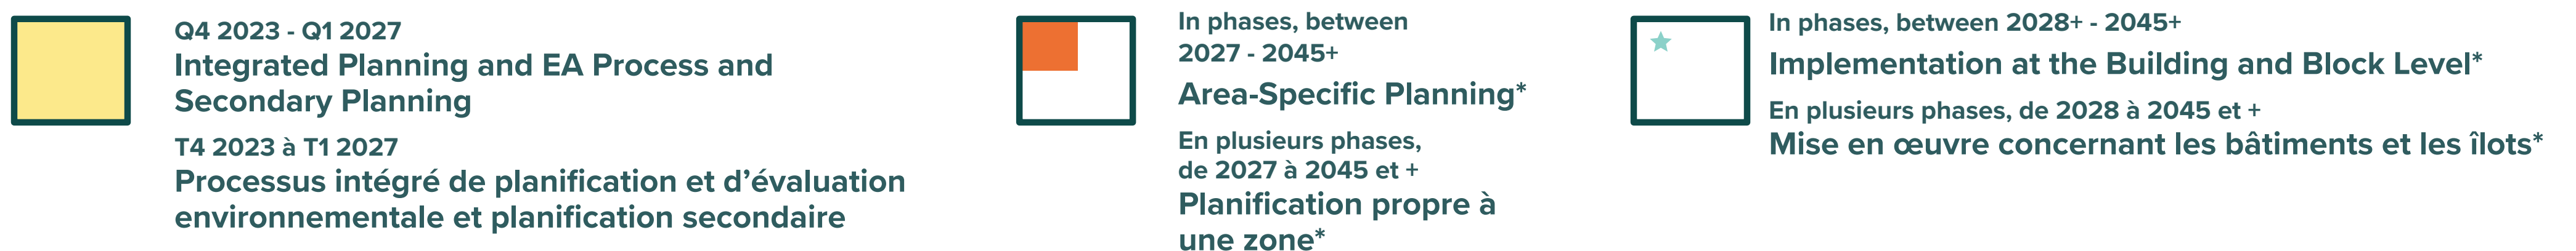 Q4 2023 - Q1 2027
Integrated Planning and EA Process and
Secondary Planning
T4 2023 à T1 2027
Processus intégré de planification et d’évaluation
environnementale et planification secondaire
In phases, between
2027 - 2045+
Area-Specific Planning*
En plusieurs phases,
de 2027 à 2045 et +
Planification propre à
une zone*
In phases, between 2028+ - 2045+
Implementation at the Building and Block Level*
En plusieurs phases, de 2028 à 2045 et +
Mise en œuvre concernant les bâtiments et les îlots*